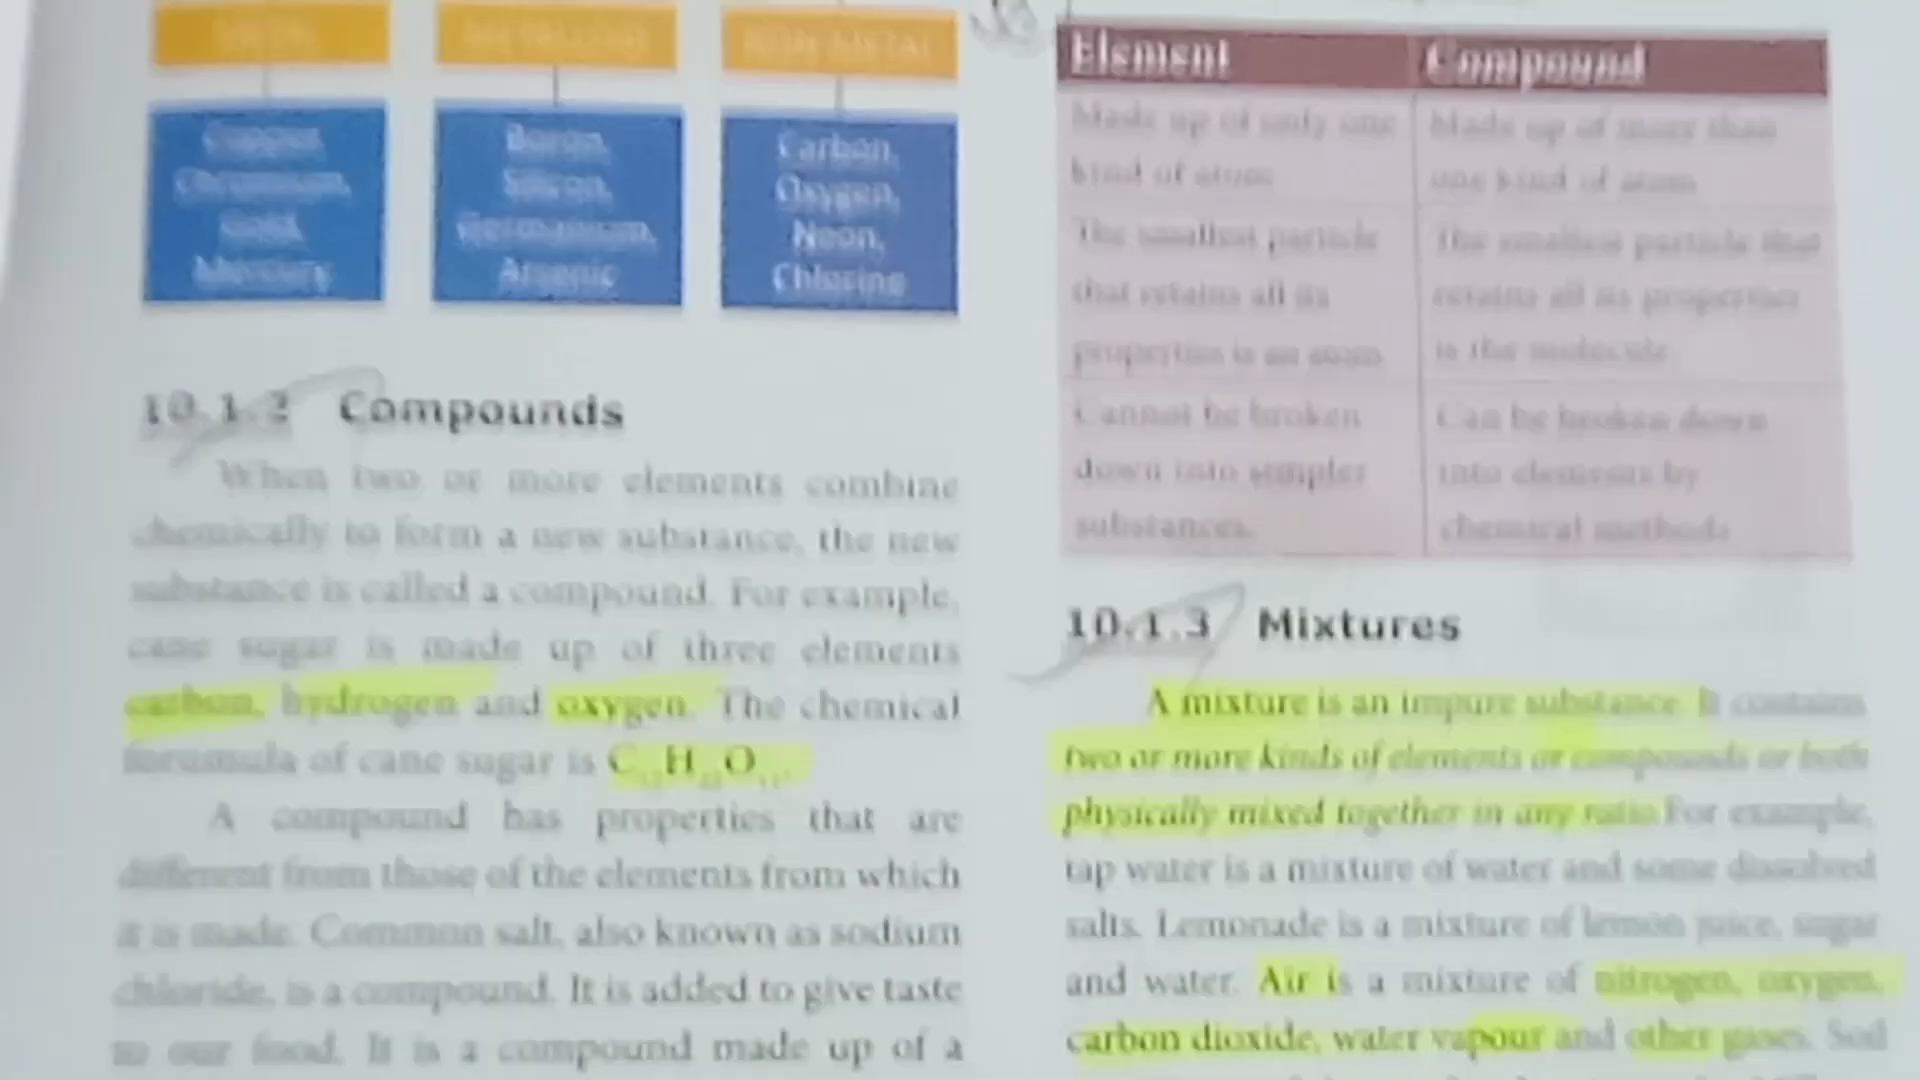 METAL
METALLOID
NON-METAL
Copper,
Chromium,
Gold,
Mercury
Boron,
Silicon,
Germanium,
Arsenic
Carbon,
Oxygen,
Neon,
Chlorine
10.1.2 Compounds
When two or more elements combine
chemically to form a new substance, the new
substance is called a compound. For example,
cane sugar is made up of three elements
carbon, hydrogen and oxygen. The chemical
forumula of cane sugar is C12H22O11.
A compound has properties that are
different from those of the elements from which
it is made. Common salt, also known as sodium
chloride, is a compound. It is added to give taste
to our food. It is a compound made up of a
Element Compound
Made up of only one
kind of atom
Made up of more than
one kind of atom
The smallest particle
that retains all its
properties is an atom
The smallest particle that
retains all its properties
is the molecule
Cannot be broken
down into simpler
substances.
Can be broken down
into elements by
chemical methods
10.1.3 Mixtures
A mixture is an impure substance. It contains
two or more kinds of elements or compounds or both
physically mixed together in any ratio. For example,
tap water is a mixture of water and some dissolved
salts. Lemonade is a mixture of lemon juice, sugar
and water. Air is a mixture of nitrogen, oxygen,
carbon dioxide, water vapour and other gases. Soil